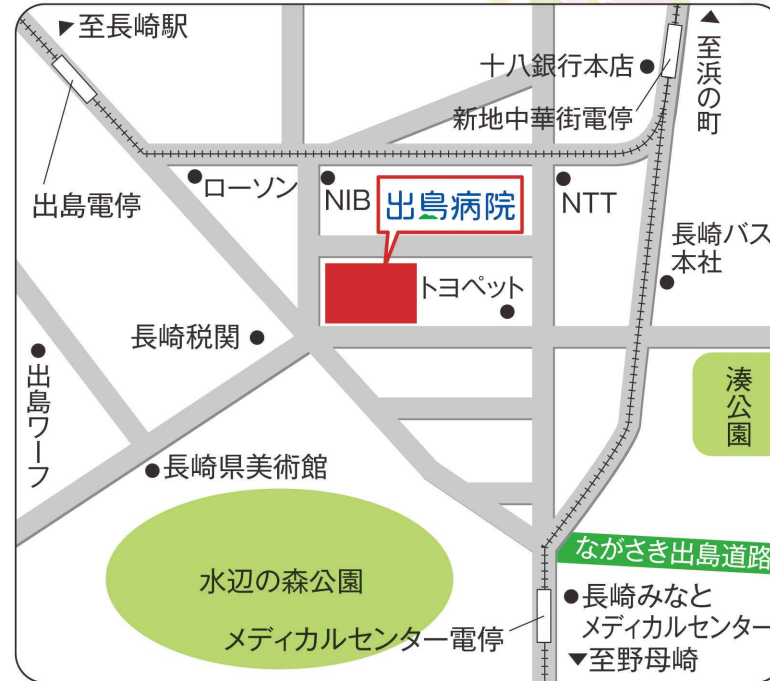 ▼至長崎駅
十八銀行本店
▲至浜の町
新地中華街電停
出島電停
ローソン
NIB
出島病院
NTT
長崎バス
本社
トヨペット
長崎税関
出島ワーフ
湊公園
長崎県美術館
水辺の森公園
ながさき出島道路
長崎みなと
メディカルセンター
メディカルセンター電停
▼至野母崎